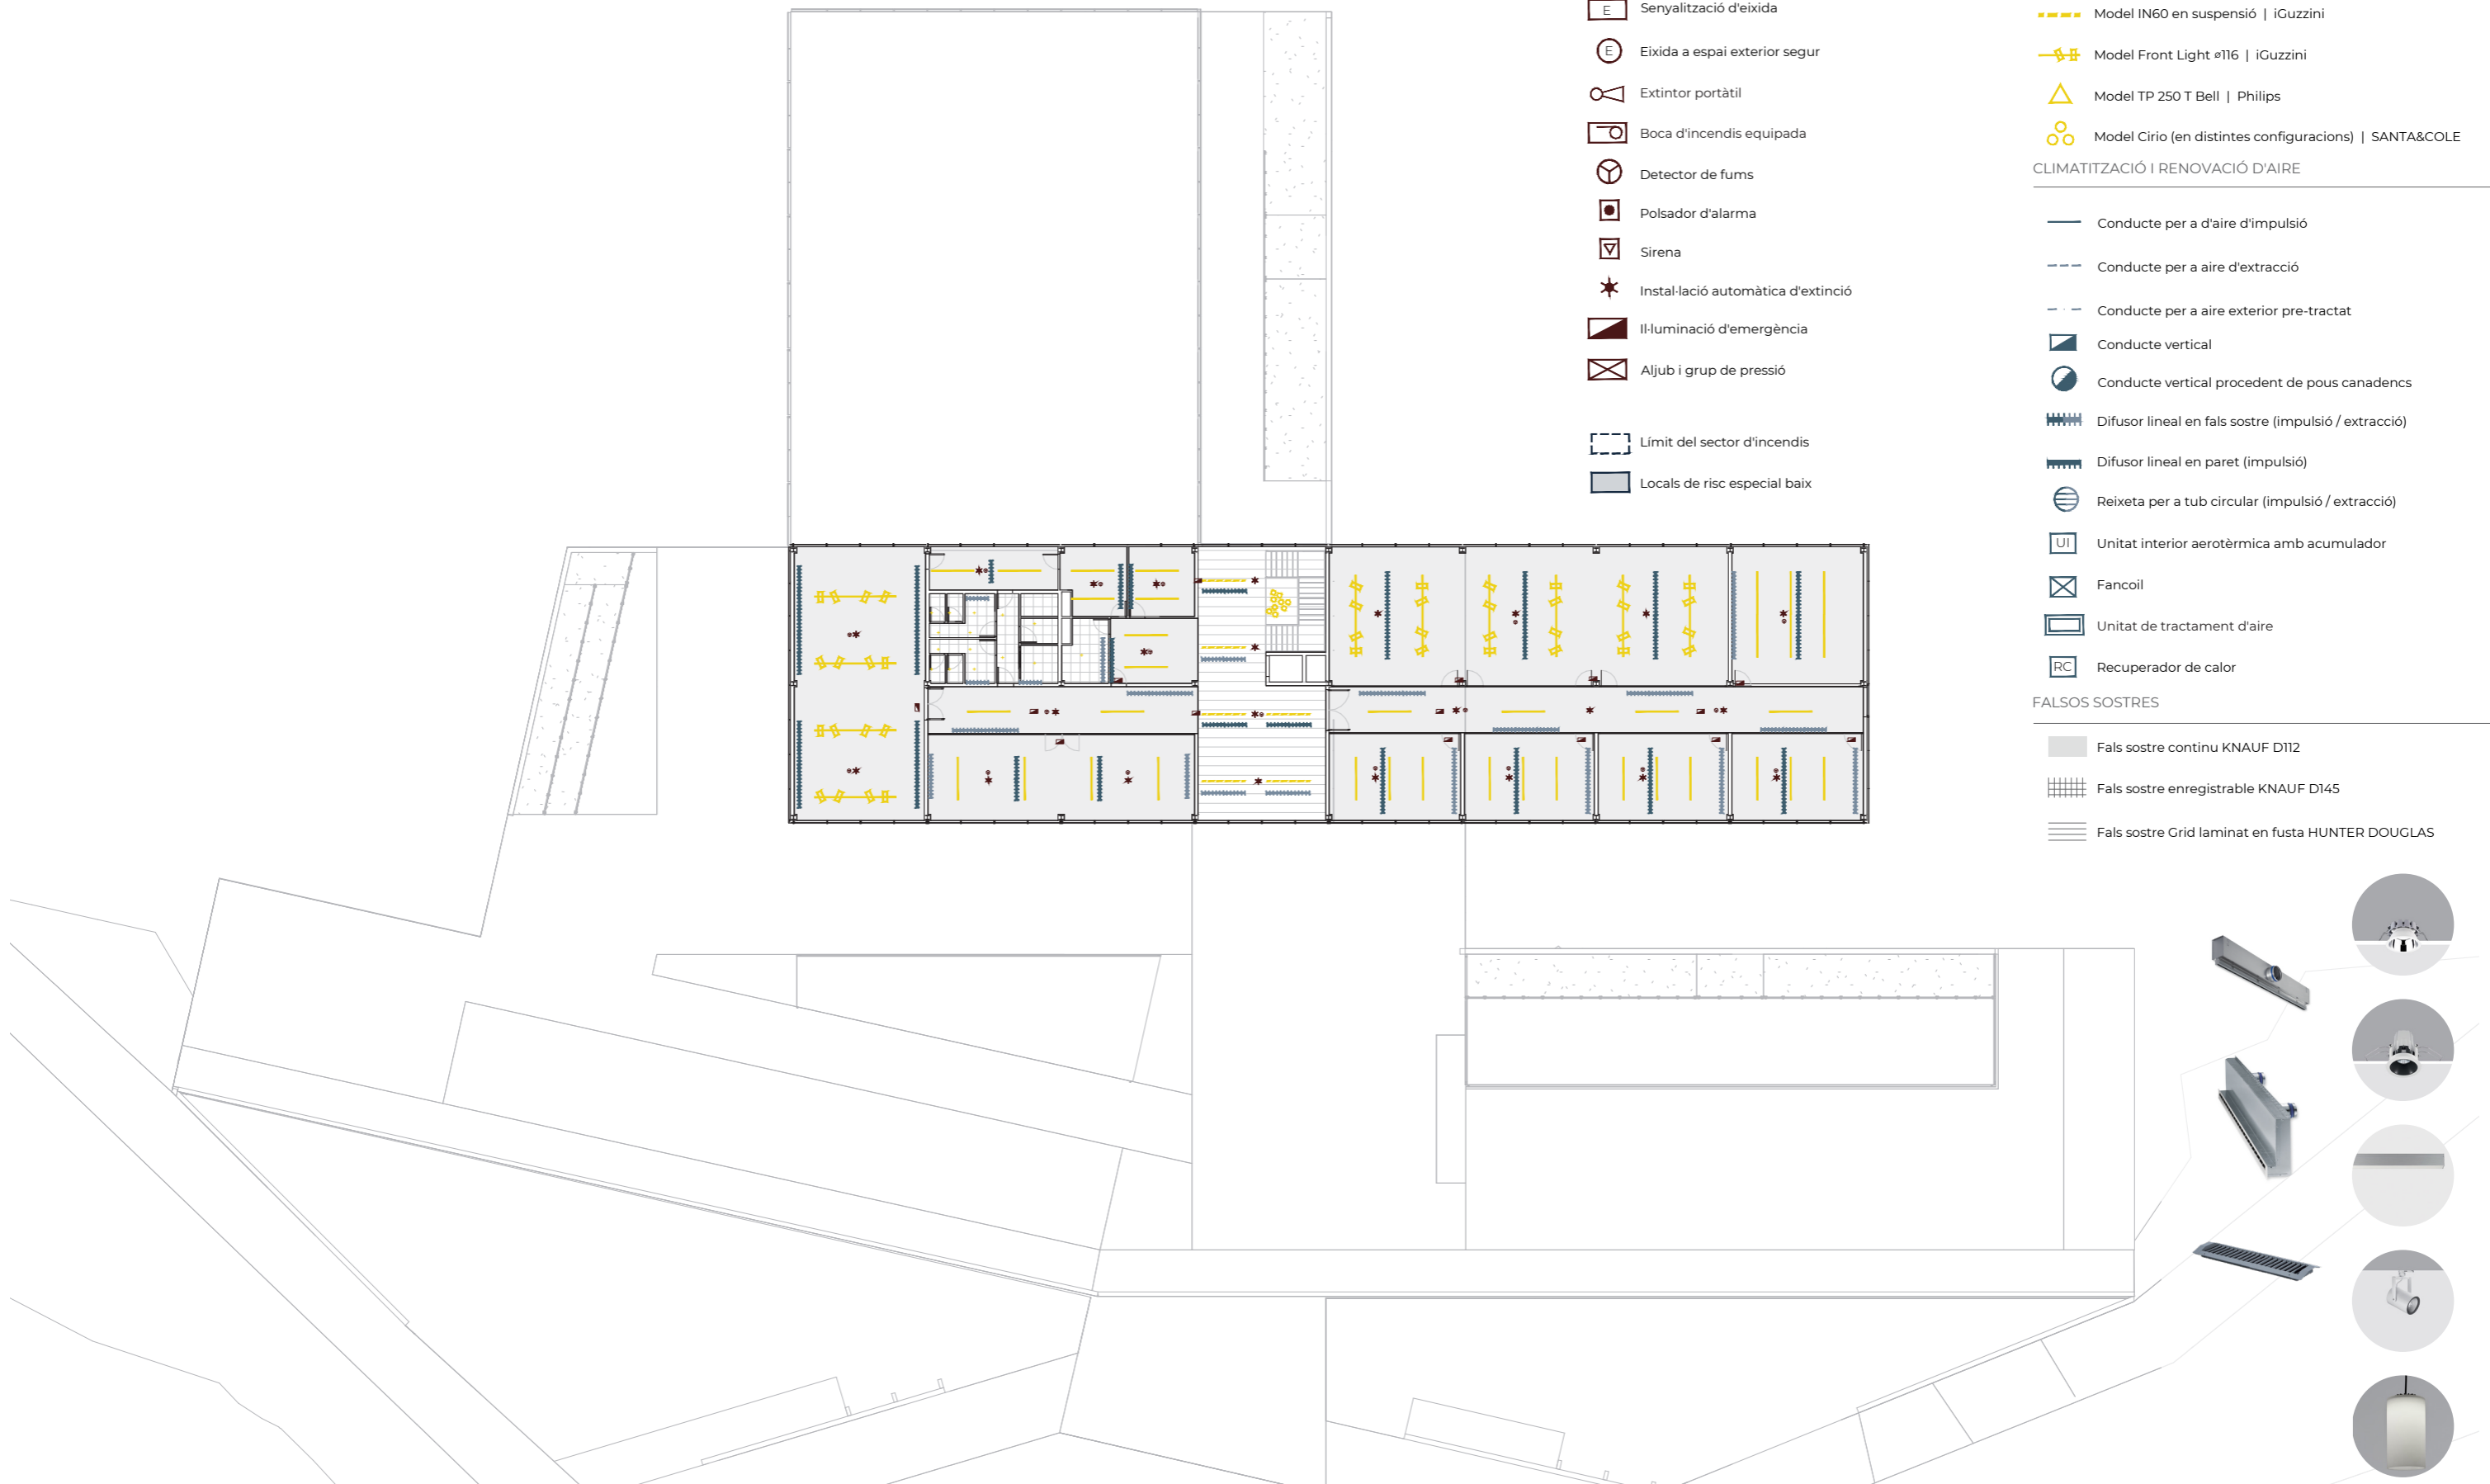 E Senyalització d'eixida
E Eixida a espai exterior segur
Extintor portàtil
Boca d'incendis equipada
Detector de fums
Polsador d'alarma
Sirena
Instal·lació automàtica d'extinció
Il·luminació d'emergència
Aljub i grup de pressió
Límit del sector d'incendis
Locals de risc especial baix
Model IN60 en suspensió | iGuzzini
Model Front Light ø116 | iGuzzini
Model TP 250 T Bell | Philips
Model Cirio (en distintes configuracions) | SANTA&COLE
CLIMATITZACIÓ I RENOVACIÓ D'AIRE
Conducte per a d'aire d'impulsió
Conducte per a aire d'extracció
Conducte per a aire exterior pre-tractat
Conducte vertical
Conducte vertical procedent de pous canadencs
Difusor lineal en fals sostre (impulsió / extracció)
Difusor lineal en paret (impulsió)
Reixeta per a tub circular (impulsió / extracció)
UI Unitat interior aerotèrmica amb acumulador
Fancoil
Unitat de tractament d'aire
RC Recuperador de calor
FALSOS SOSTRES
Fals sostre continu KNAUF D112
Fals sostre enregistrable KNAUF D145
Fals sostre Grid laminat en fusta HUNTER DOUGLAS